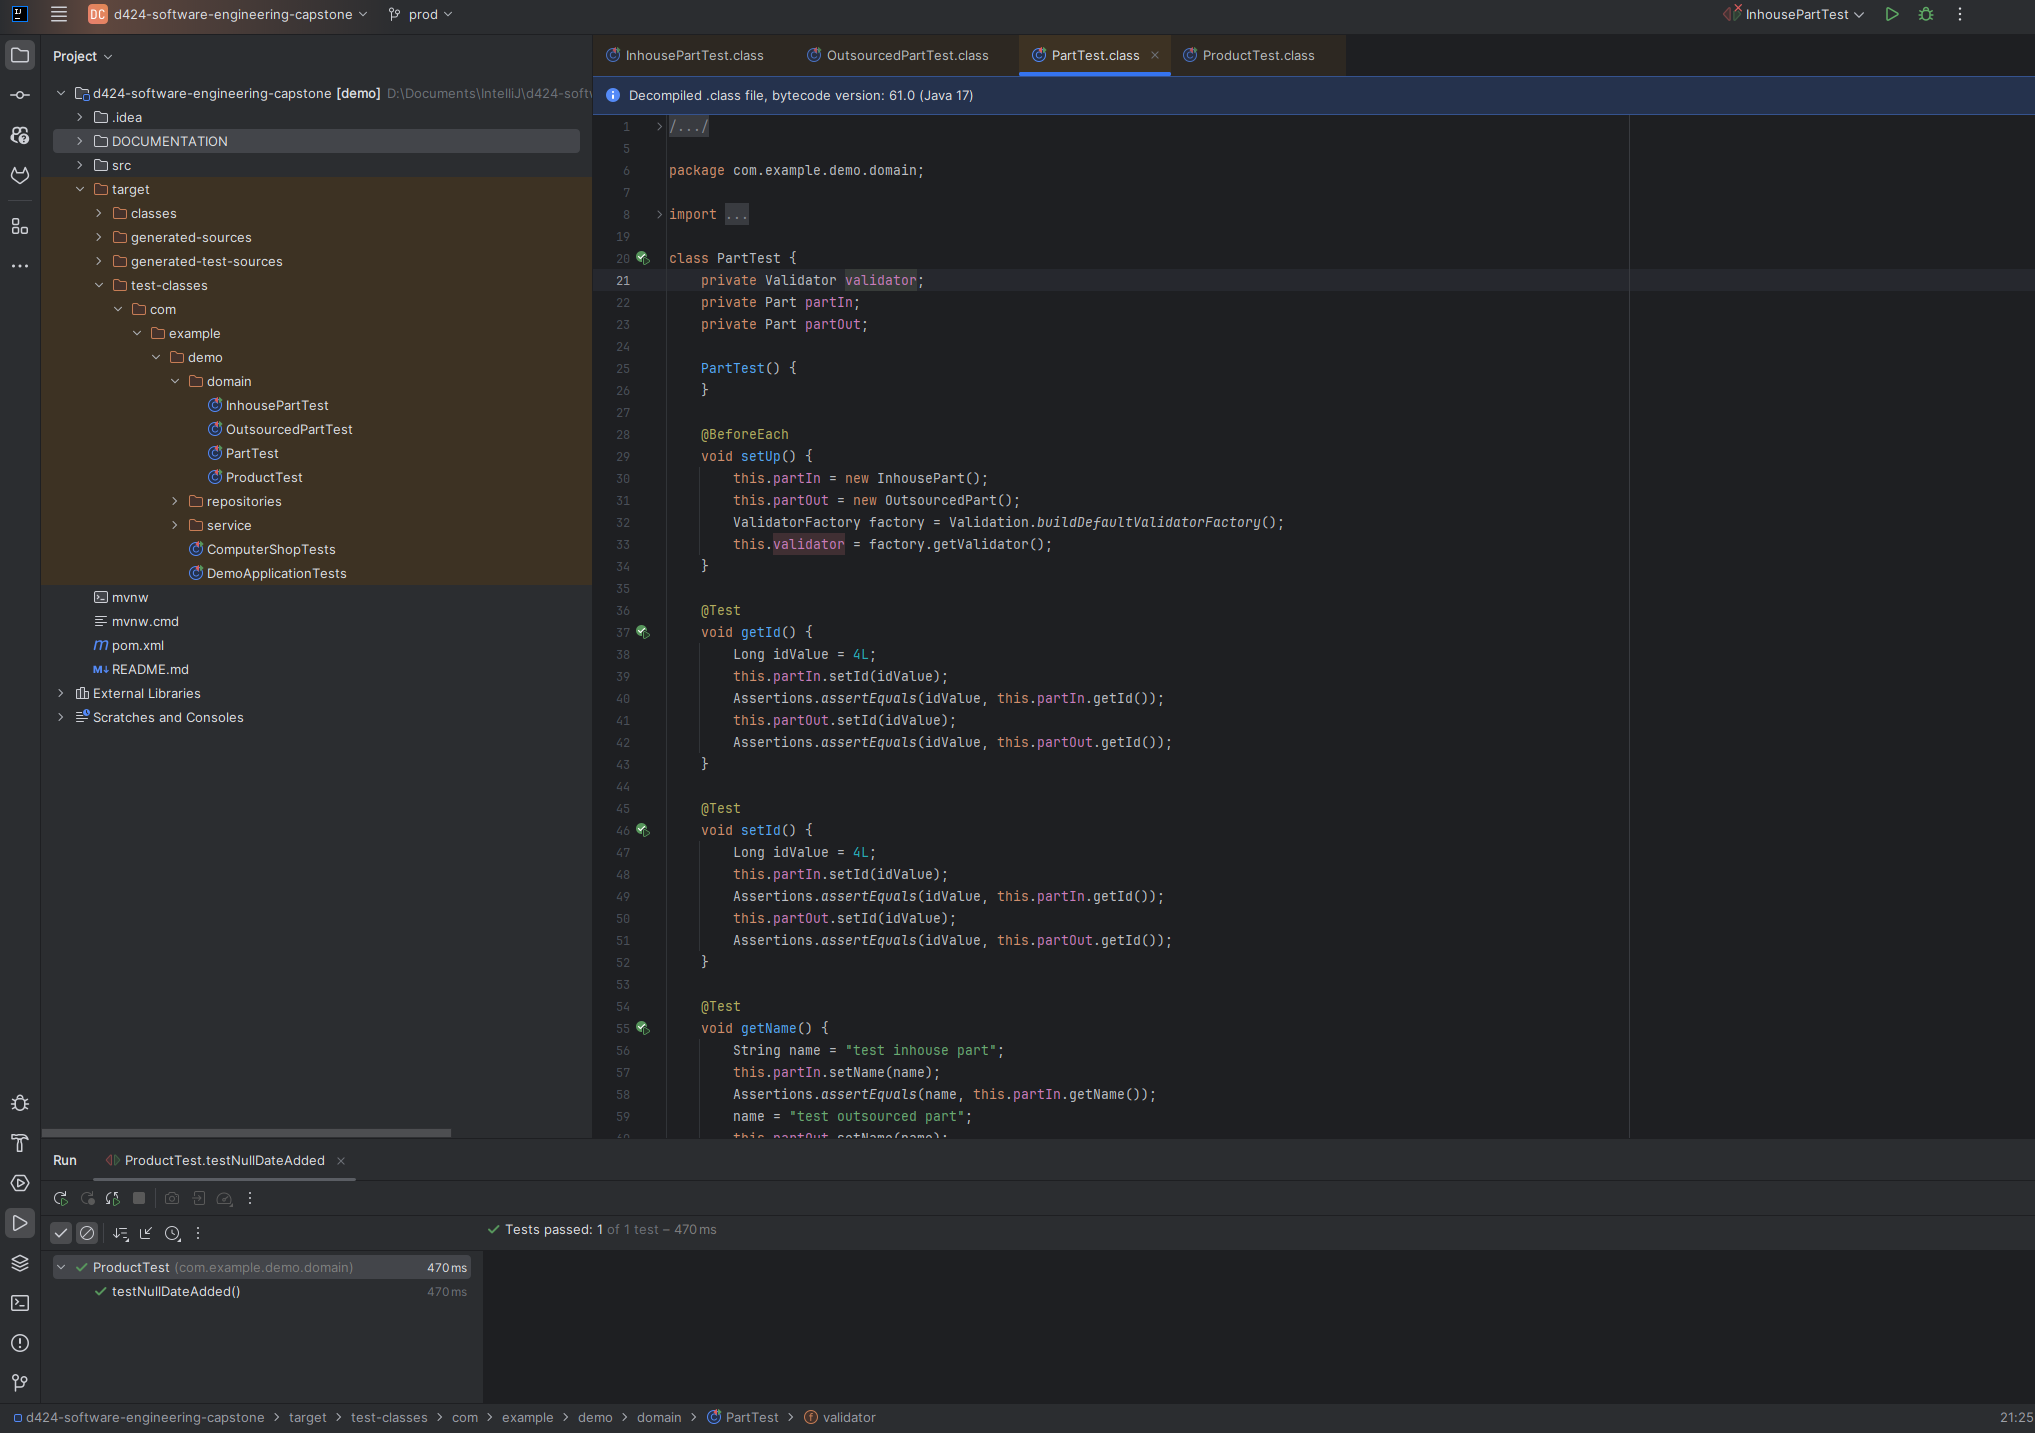 IJ DC d424-software-engineering-capstone prod InhousePartTest
Project
d424-software-engineering-capstone [demo] D:\Documents\IntelliJ\d424-soft
.idea
DOCUMENTATION
src
target
classes
generated-sources
generated-test-sources
test-classes
com
example
demo
domain
InhousePartTest
OutsourcedPartTest
PartTest
ProductTest
repositories
service
ComputerShopTests
DemoApplicationTests
mvnw
mvnw.cmd
m pom.xml
M↓ README.md
External Libraries
Scratches and Consoles
InhousePartTest.class OutsourcedPartTest.class PartTest.class ProductTest.class
Decompiled .class file, bytecode version: 61.0 (Java 17)
1 /.../
5
6 package com.example.demo.domain;
7
8 import ...
19
20 class PartTest {
21 private Validator validator;
22 private Part partIn;
23 private Part partOut;
24
25 PartTest() {
26 }
27
28 @BeforeEach
29 void setUp() {
30 this.partIn = new InhousePart();
31 this.partOut = new OutsourcedPart();
32 ValidatorFactory factory = Validation.buildDefaultValidatorFactory();
33 this.validator = factory.getValidator();
34 }
35
36 @Test
37 void getId() {
38 Long idValue = 4L;
39 this.partIn.setId(idValue);
40 Assertions.assertEquals(idValue, this.partIn.getId());
41 this.partOut.setId(idValue);
42 Assertions.assertEquals(idValue, this.partOut.getId());
43 }
44
45 @Test
46 void setId() {
47 Long idValue = 4L;
48 this.partIn.setId(idValue);
49 Assertions.assertEquals(idValue, this.partIn.getId());
50 this.partOut.setId(idValue);
51 Assertions.assertEquals(idValue, this.partOut.getId());
52 }
53
54 @Test
55 void getName() {
56 String name = "test inhouse part";
57 this.partIn.setName(name);
58 Assertions.assertEquals(name, this.partIn.getName());
59 name = "test outsourced part";
60 this.partOut.setName(name);
Run ProductTest.testNullDateAdded
Tests passed: 1 of 1 test – 470 ms
ProductTest (com.example.demo.domain) 470 ms
testNullDateAdded() 470 ms
d424-software-engineering-capstone > target > test-classes > com > example > demo > domain > PartTest > validator 21:25